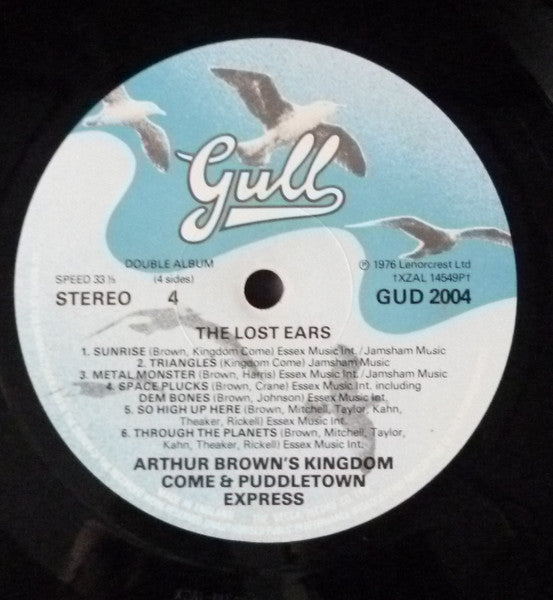 Gull
DOUBLE ALBUM
℗ 1976 Lenorcrest Ltd
SPEED 33 ⅓
(4 sides)
1XZAL 14549P1
STEREO
4
GUD 2004
THE LOST EARS
1. SUNRISE (Brown, Kingdom Come) Essex Music Int./Jamsham Music
2. TRIANGLES (Kingdom Come) Jamsham Music
3. METAL MONSTER (Brown, Harris) Essex Music Int./Jamsham Music
4. SPACE PLUCKS (Brown, Crane) Essex Music Int. including
DEM BONES (Brown, Johnson) Essex Music Int.
5. SO HIGH UP HERE (Brown, Mitchell, Taylor, Kahn,
Theaker, Rickell) Essex Music Int.
6. THROUGH THE PLANETS (Brown, Mitchell, Taylor,
Kahn, Theaker, Rickell) Essex Music Int.
ARTHUR BROWN'S KINGDOM
COME & PUDDLETOWN
EXPRESS